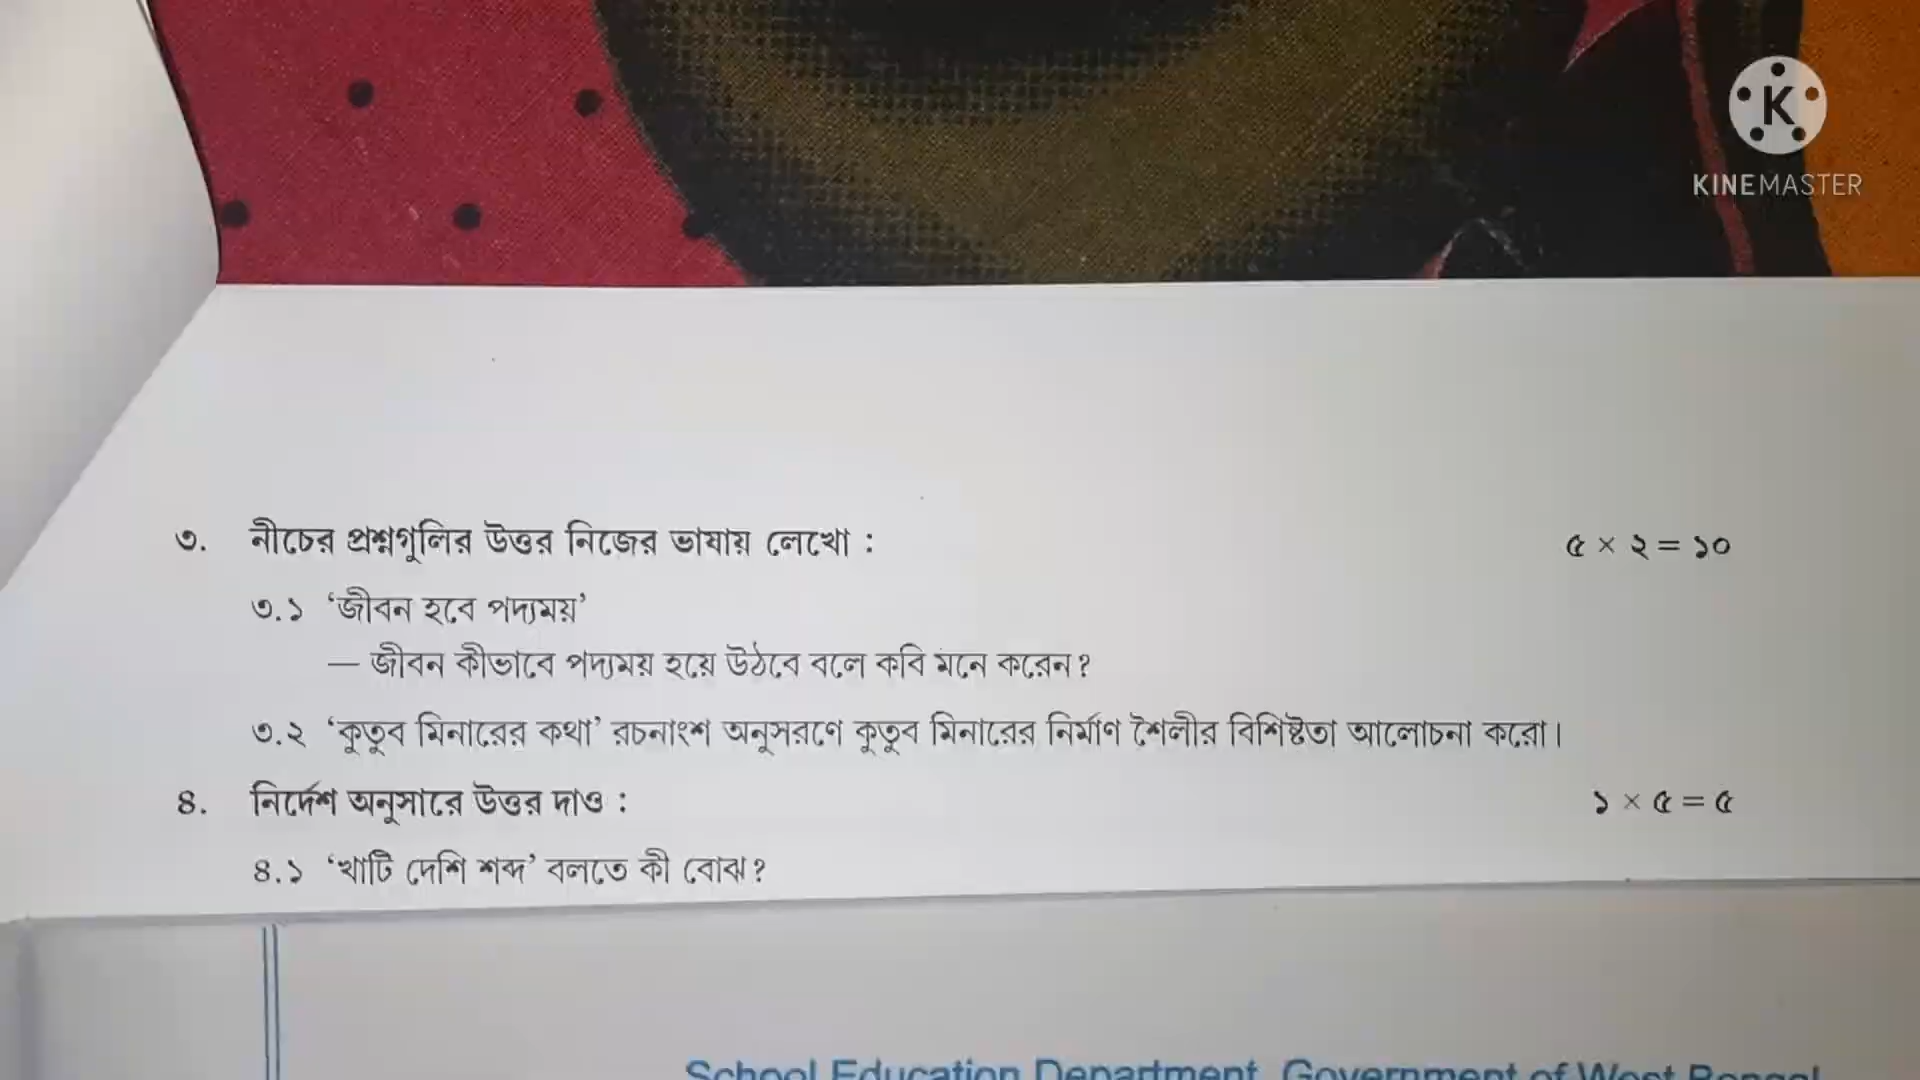 K
KINEMASTER
৩. নীচের প্রশ্নগুলির উত্তর নিজের ভাষায় লেখো : ৫ × ২ = ১০
৩.১ ‘জীবন হবে পদ্যময়’
— জীবন কীভাবে পদ্যময় হয়ে উঠবে বলে কবি মনে করেন?
৩.২ ‘কুতুব মিনারের কথা’ রচনাংশ অনুসরণে কুতুব মিনারের নির্মাণ শৈলীর বিশিষ্টতা আলোচনা করো।
৪. নির্দেশ অনুসারে উত্তর দাও : ১ × ৫ = ৫
৪.১ ‘খাটি দেশি শব্দ’ বলতে কী বোঝ?
School Education Department, Government of West Bengal